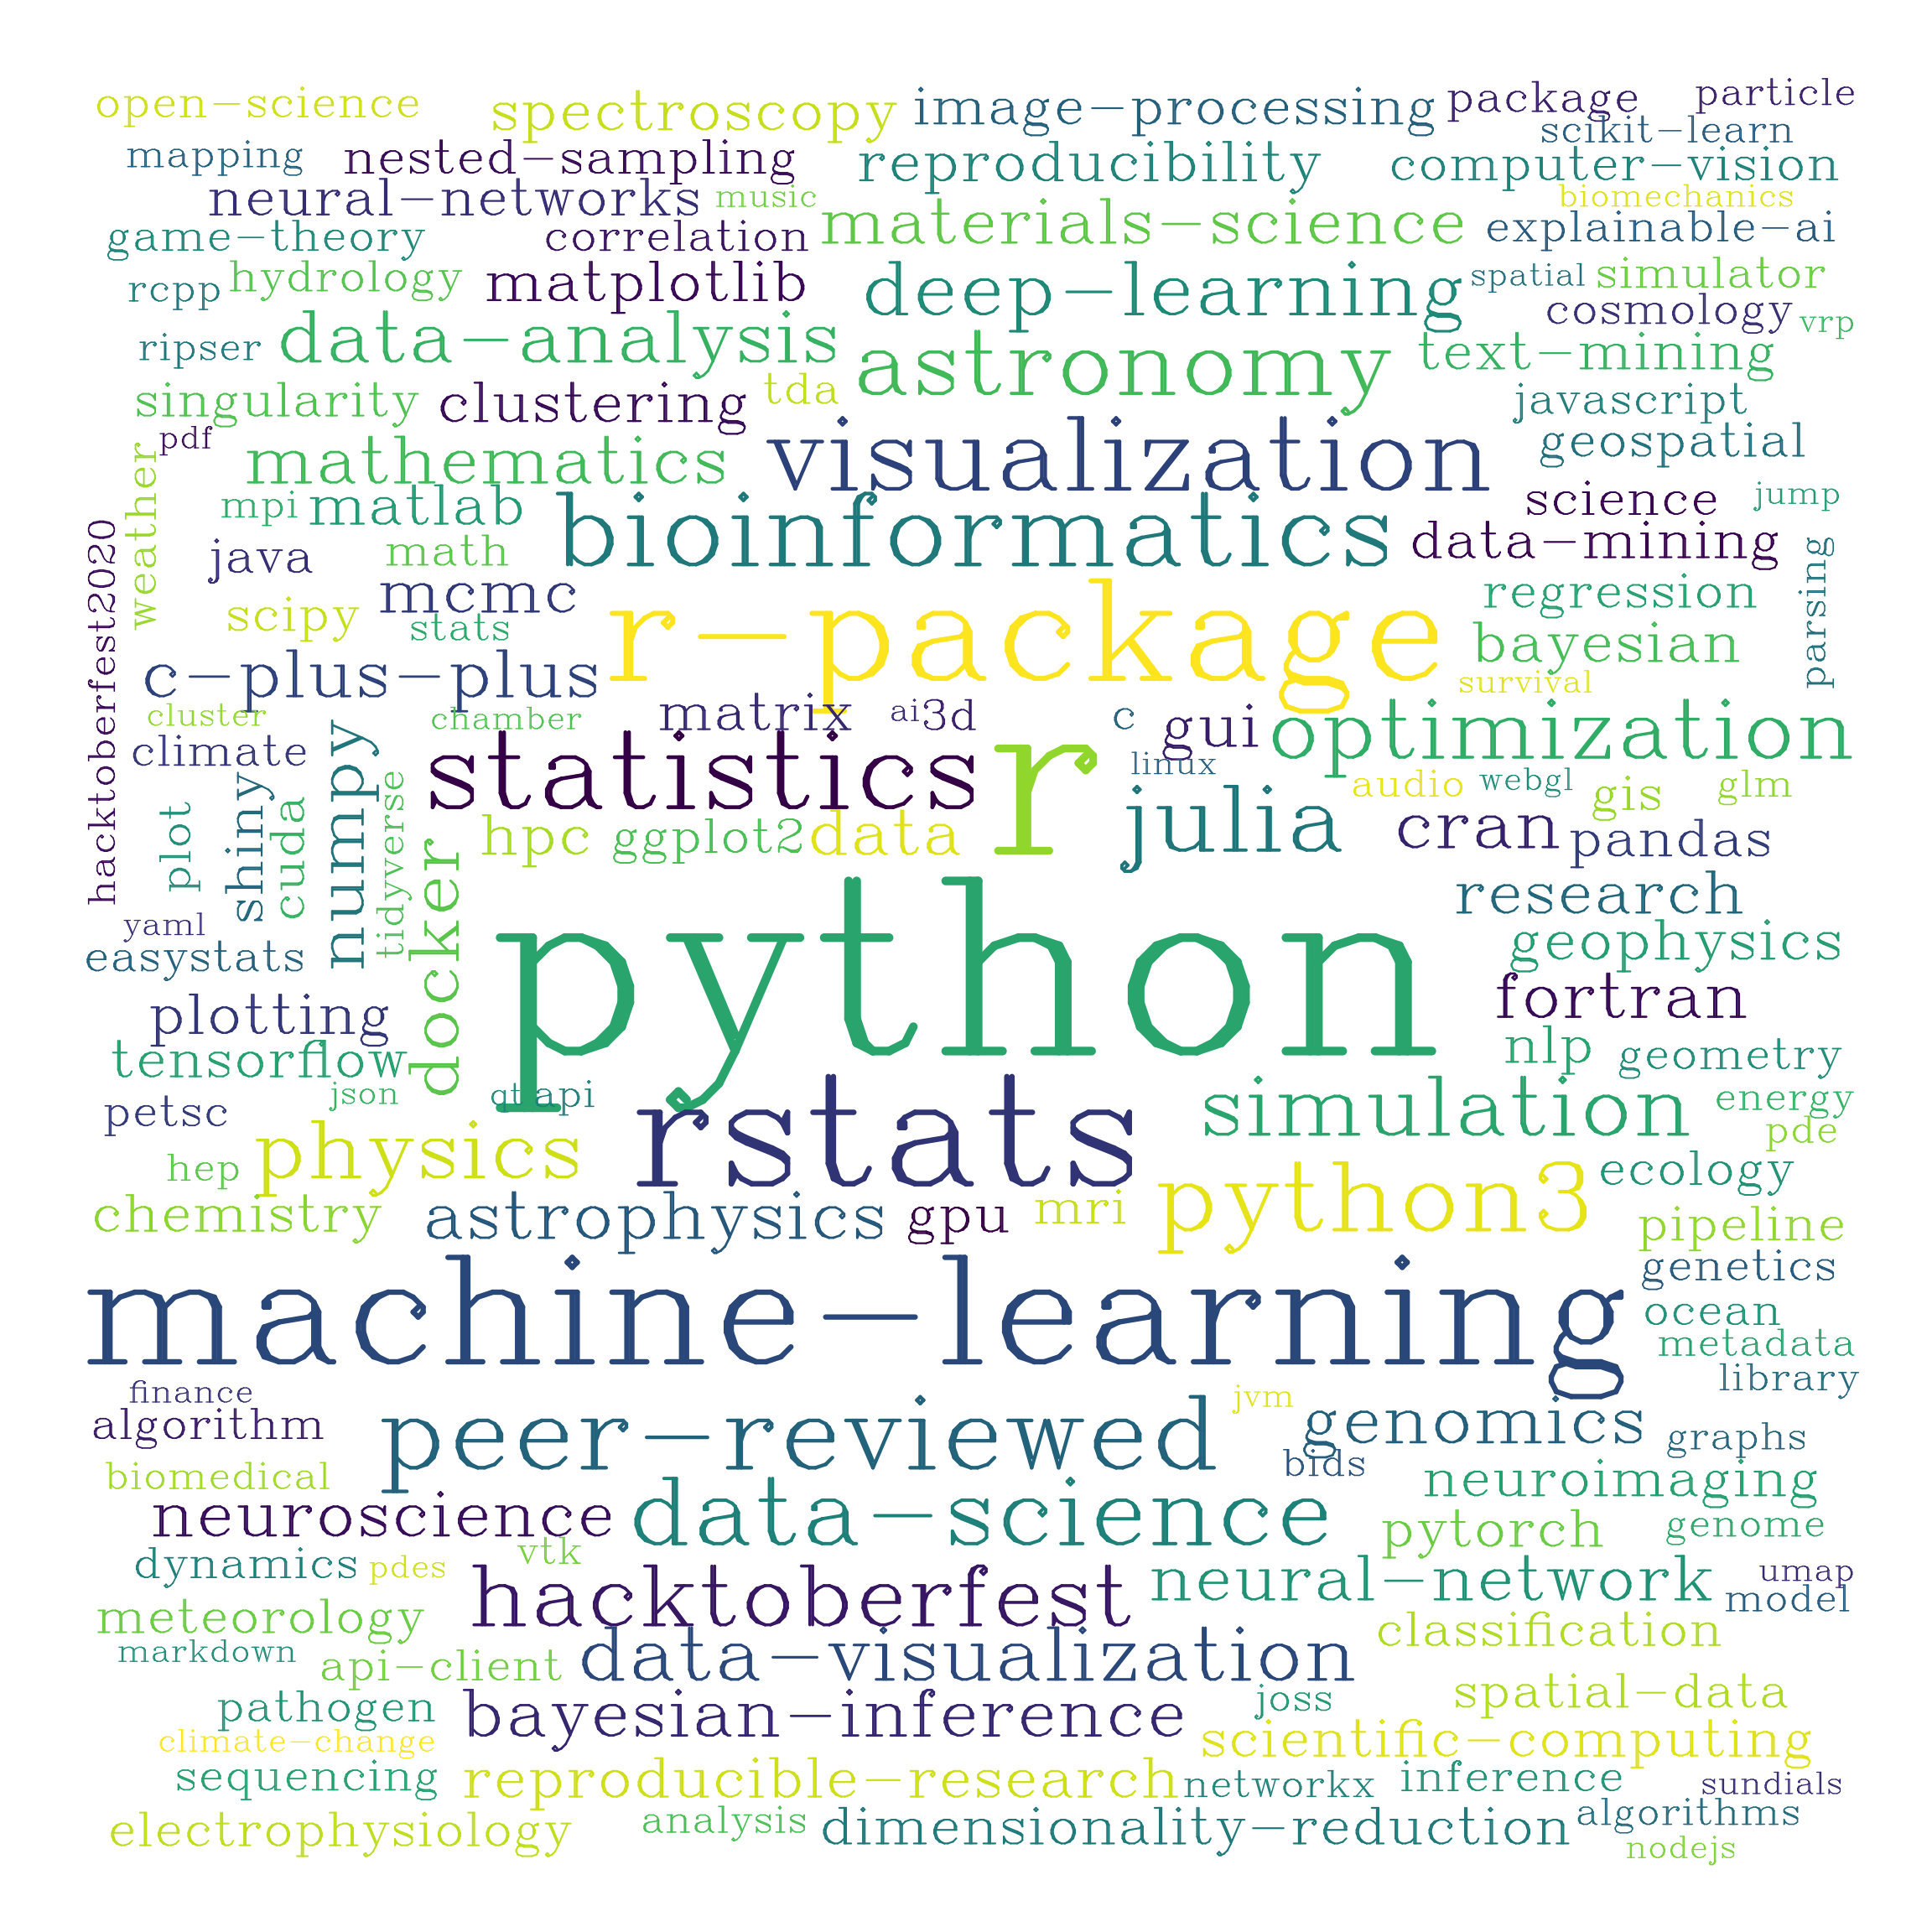 open-science spectroscopy image-processing package particle
scikit-learn
mapping nested-sampling reproducibility computer-vision
neural-networks music materials-science biomechanics
game-theory correlation explainable-ai
rcpp hydrology matplotlib deep-learning spatial simulator
cosmology vrp
ripser data-analysis astronomy text-mining
singularity clustering tda javascript
pdf mathematics visualization geospatial
weather mpi matlab bioinformatics science jump
java math data-mining
hacktoberfest2020 scipy mcmc stats r-package regression parsing
c-plus-plus bayesian
survival
cluster chamber matrix ai 3d c gui optimization
climate statistics r linux audio webgl gis glm
plot shiny cuda numpy tidyverse docker hpc ggplot2 data julia cran pandas
yaml python research
easystats geophysics
plotting fortran
tensorflow nlp geometry
petsc json qt api rstats simulation energy
pde
hep physics python3 ecology
chemistry astrophysics gpu mri pipeline
machine-learning genetics
ocean
metadata
finance library
algorithm peer-reviewed jvm genomics graphs
biomedical bids neuroimaging
neuroscience data-science pytorch genome
dynamics pdes vtk neural-network umap
meteorology hacktoberfest model
markdown api-client data-visualization classification
pathogen bayesian-inference joss spatial-data
climate-change scientific-computing
sequencing reproducible-research networkx inference sundials
electrophysiology analysis dimensionality-reduction algorithms
nodejs